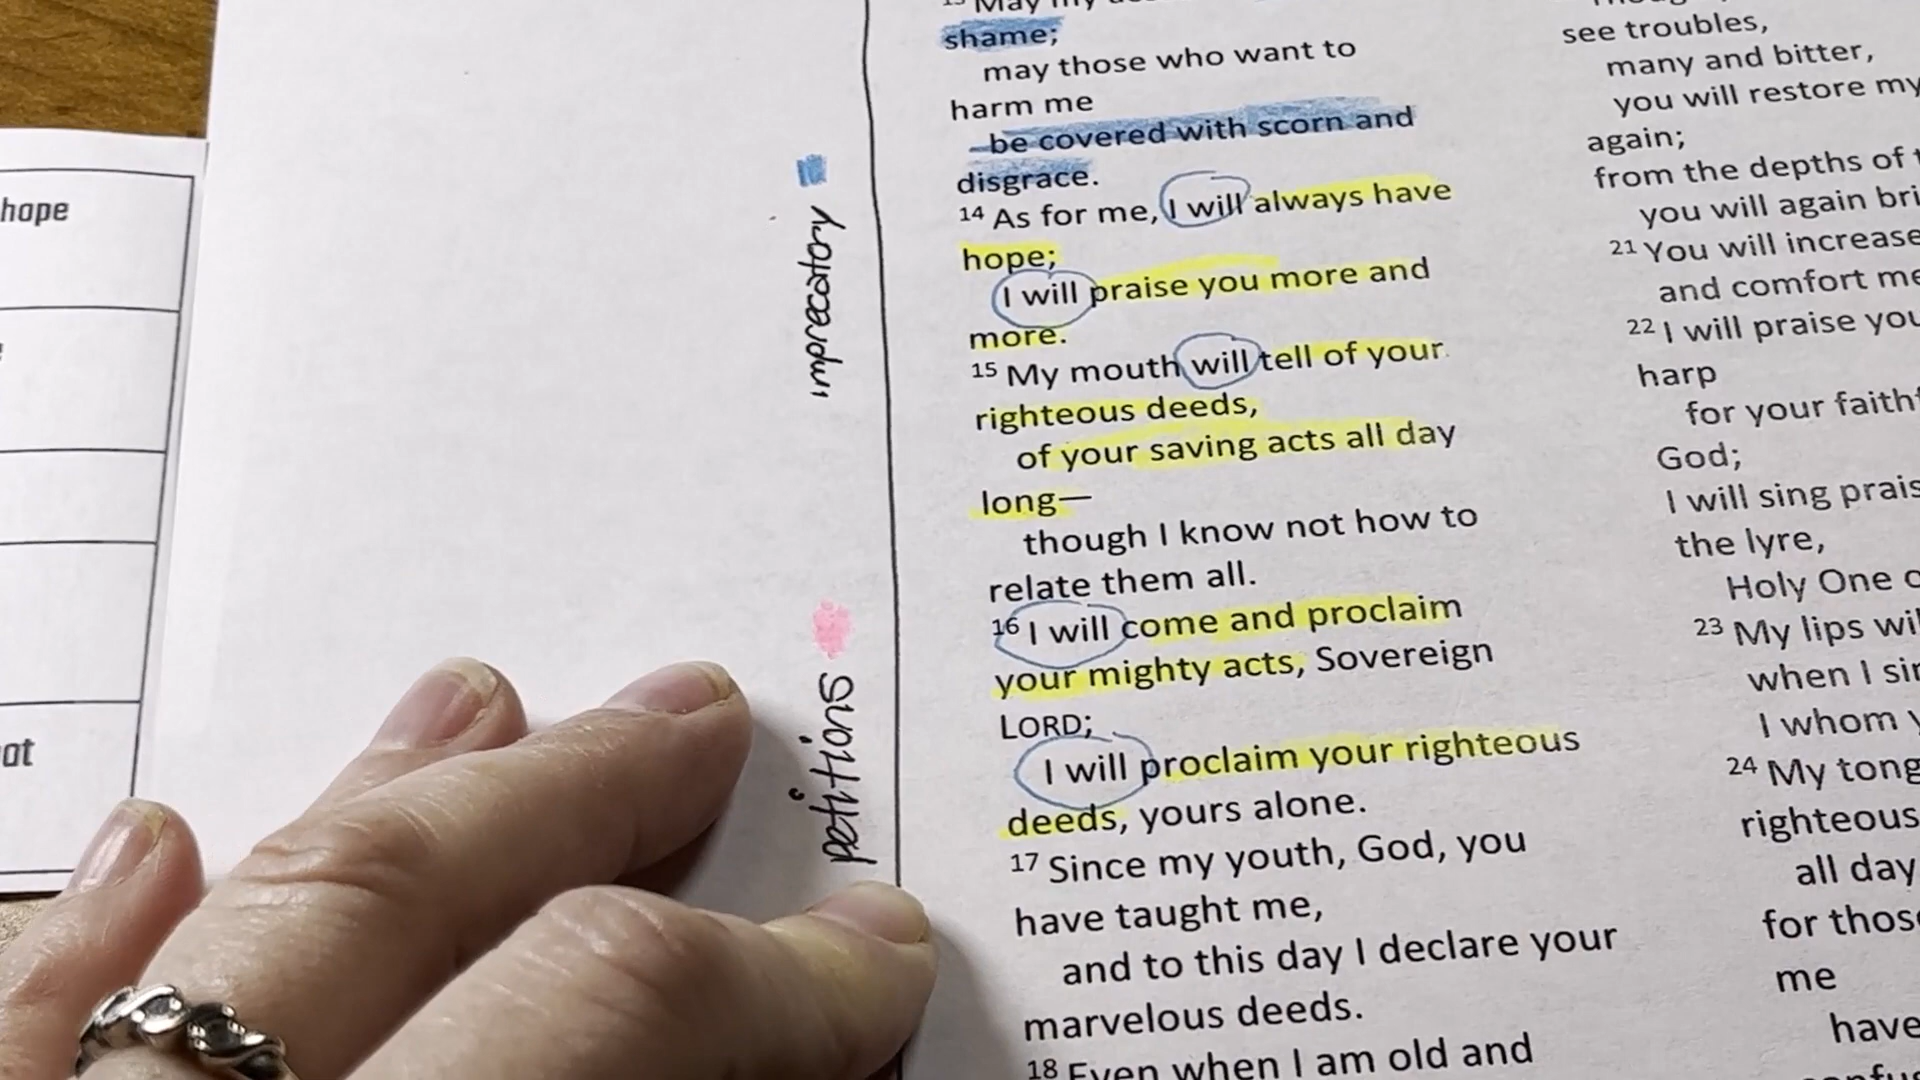 hope
at
imprecatory
petitions
13 May my
shame;
may those who want to
harm me
be covered with scorn and
disgrace.
14 As for me, I will always have
hope;
I will praise you more and
more.
15 My mouth will tell of your
righteous deeds,
of your saving acts all day
long—
though I know not how to
relate them all.
16 I will come and proclaim
your mighty acts, Sovereign
LORD;
I will proclaim your righteous
deeds, yours alone.
17 Since my youth, God, you
have taught me,
and to this day I declare your
marvelous deeds.
18 Even when I am old and
see troubles,
many and bitter,
you will restore my
again;
from the depths of
you will again
21 You will increase
and comfort me
22 I will praise you
harp
for your
God;
I will sing
the lyre,
Holy One
23 My lips
when I
I whom
24 My
righteous
all day
for those
me
have